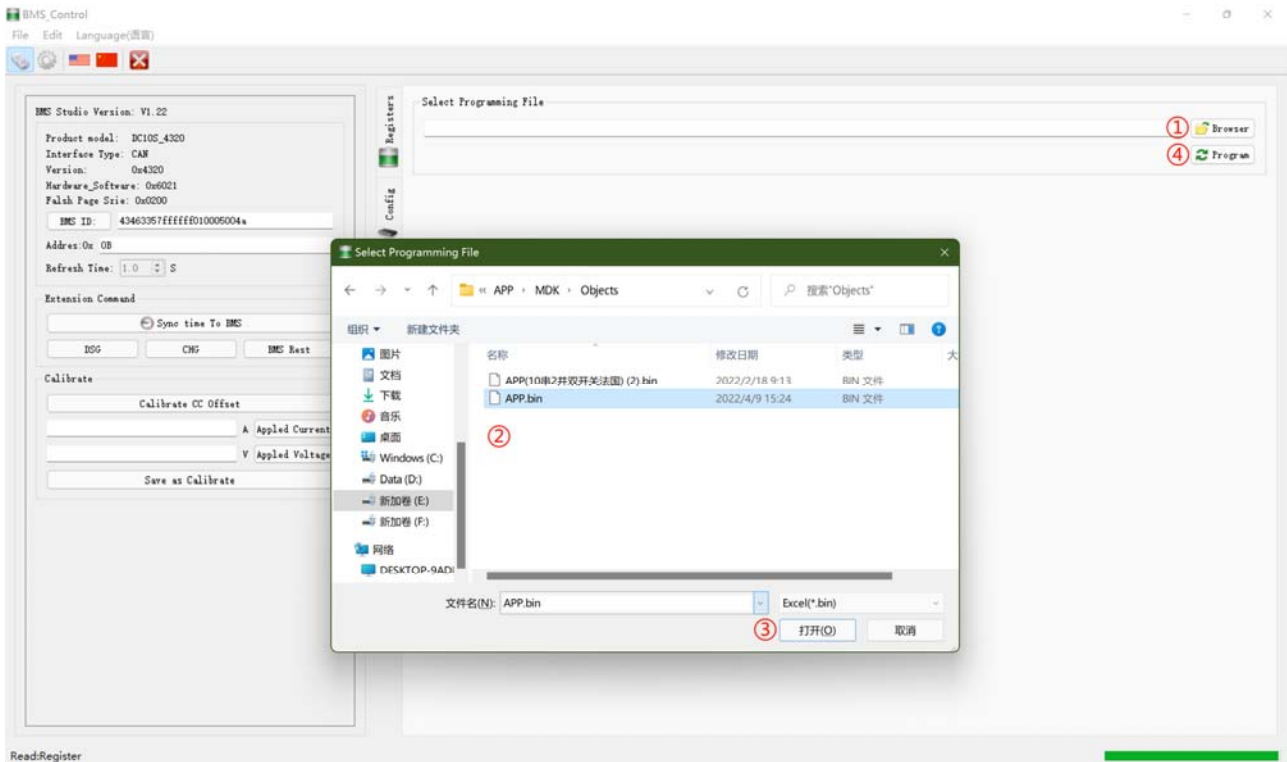 BMS_Control
File Edit Language(语言)
BMS Studio Version: V1.22
Product model: DC10S_4320
Interface Type: CAN
Version: 0x4320
Hardware_Software: 0x6021
Falsh Page Srie: 0x0200
BMS ID: 43463357ffffff010005004a
Addres:0x 0B
Refresh Time: 1.0 S
Extension Command
Sync time To BMS
DSG CHG BMS Rest
Calibrate
Calibrate CC Offset
A Appled Current
V Appled Voltage
Save as Calibrate
Registers
Config
Select Programming File
① Browser
④ Program
Select Programming File
« APP › MDK › Objects
搜索"Objects"
组织 新建文件夹
图片
文档
下载
音乐
桌面
Windows (C:)
Data (D:)
新加卷 (E:)
新加卷 (F:)
网络
DESKTOP-9AD
名称 修改日期 类型 大
APP(10串2并双开关法国) (2).bin 2022/2/18 9:13 BIN 文件
APP.bin 2022/4/9 15:24 BIN 文件
②
文件名(N): APP.bin Excel(*.bin)
③ 打开(O) 取消
Read:Register